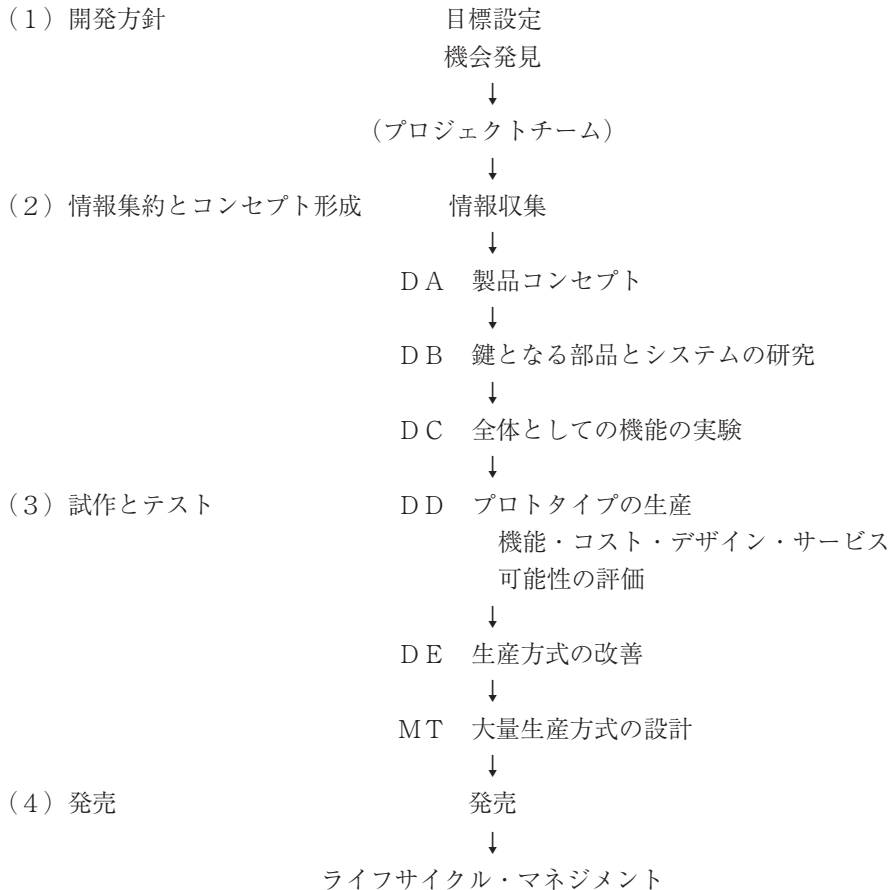 （１）開発方針　目標設定
機会発見
↓
（プロジェクトチーム）
↓
（２）情報集約とコンセプト形成　情報収集
↓
ＤＡ　製品コンセプト
↓
ＤＢ　鍵となる部品とシステムの研究
↓
ＤＣ　全体としての機能の実験
↓
（３）試作とテスト　ＤＤ　プロトタイプの生産
機能・コスト・デザイン・サービス
可能性の評価
↓
ＤＥ　生産方式の改善
↓
ＭＴ　大量生産方式の設計
↓
（４）発売　発売
↓
ライフサイクル・マネジメント